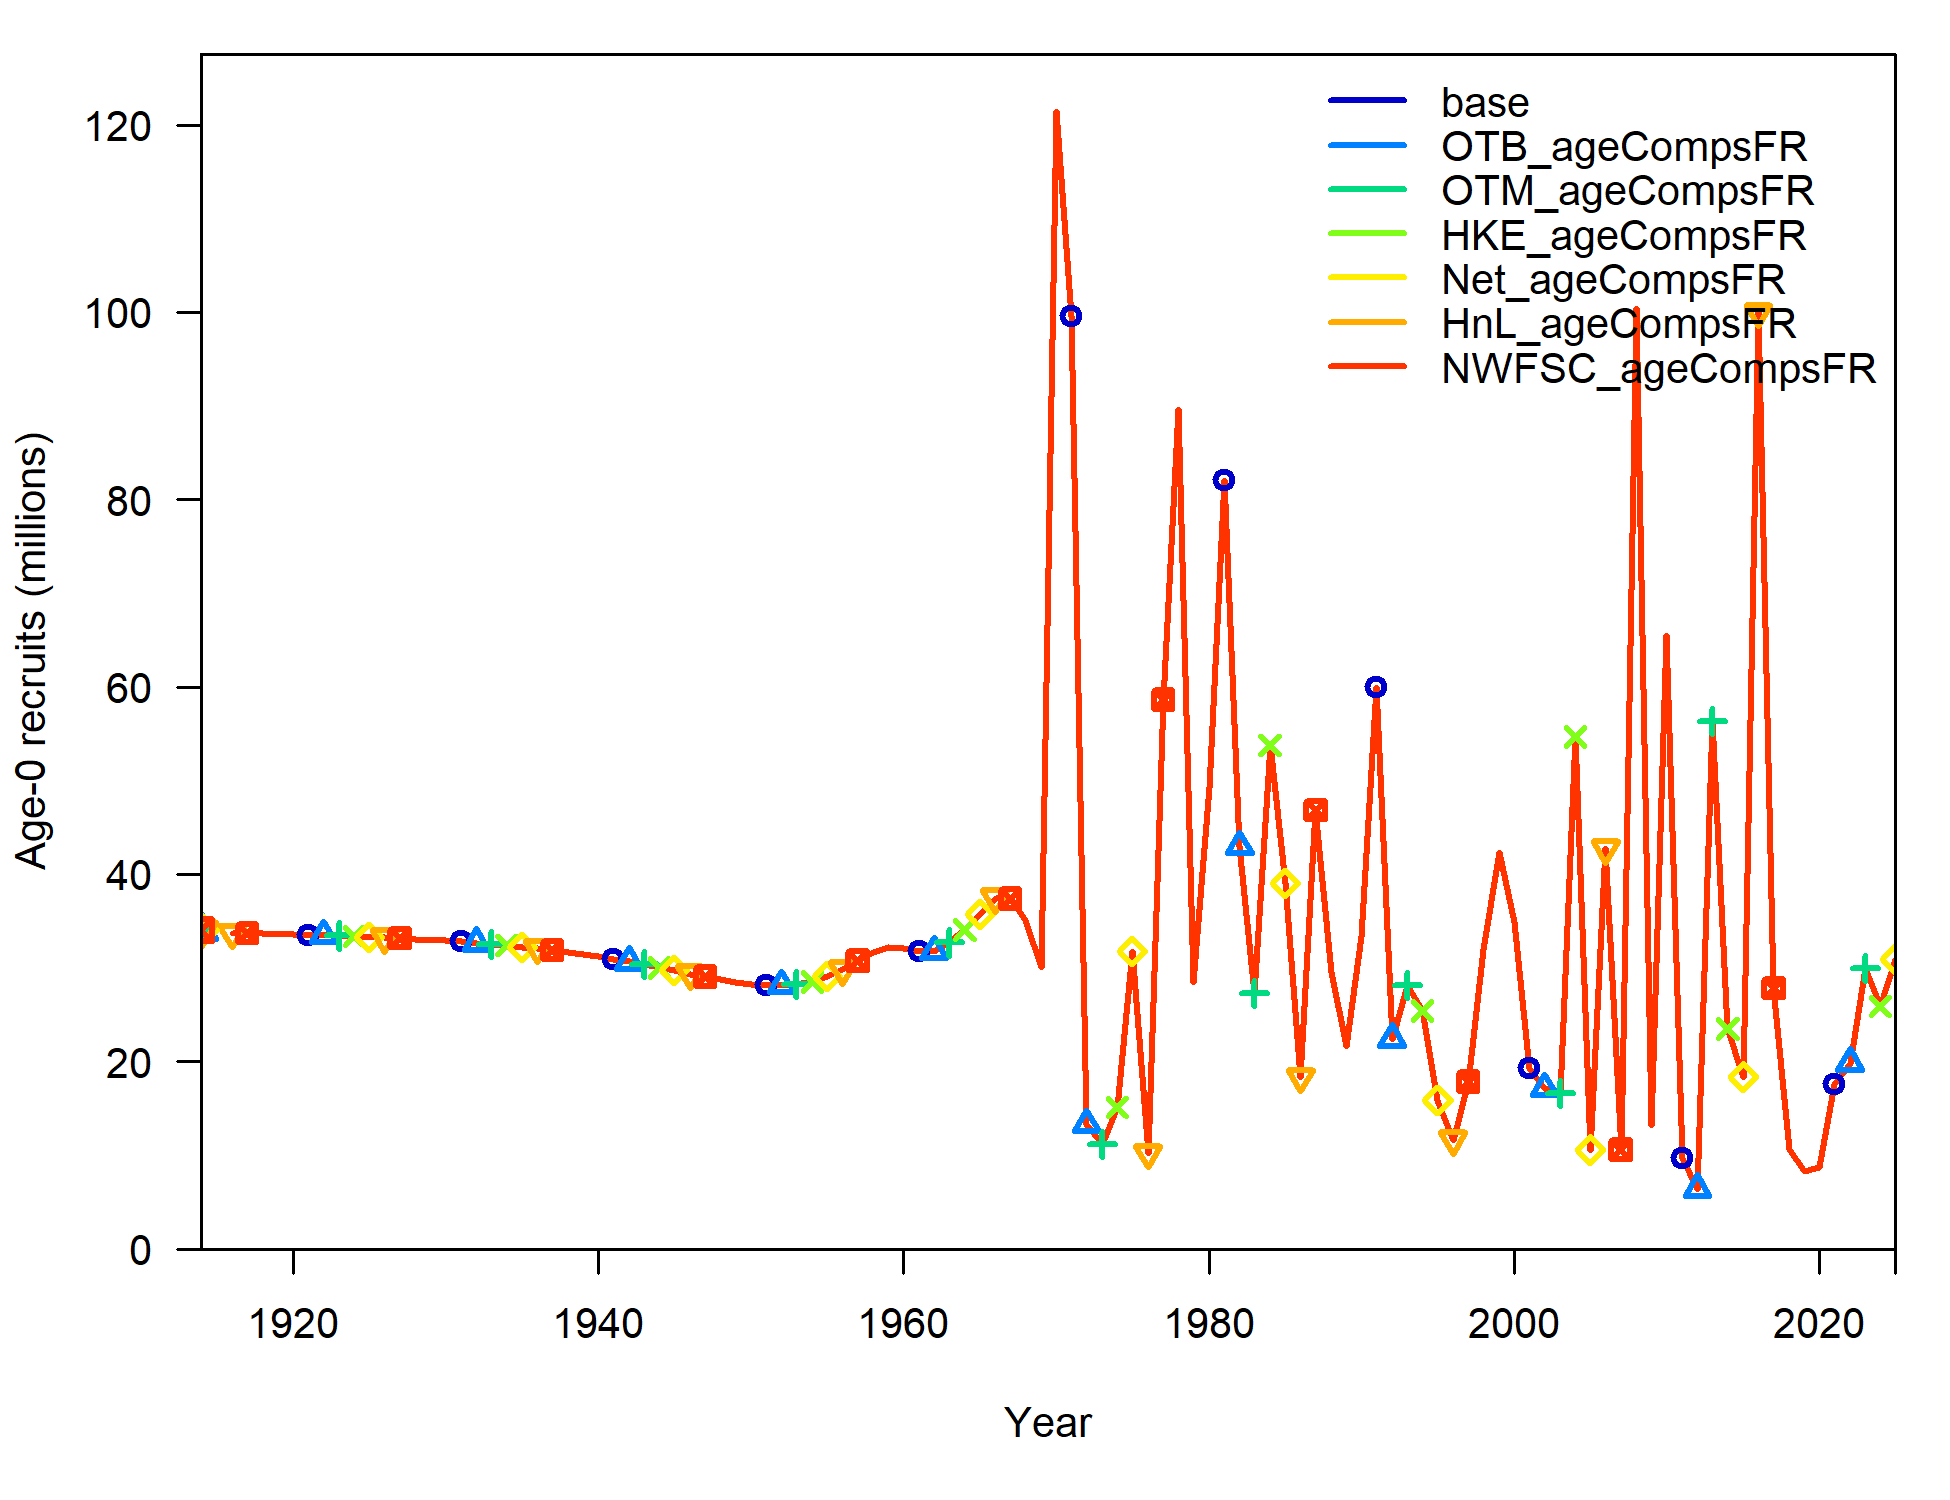 base
OTB_ageCompsFR
OTM_ageCompsFR
HKE_ageCompsFR
Net_ageCompsFR
HnL_ageCompsFR
NWFSC_ageCompsFR
Age-0 recruits (millions)
120
100
80
60
40
20
0
1920 1940 1960 1980 2000 2020
Year